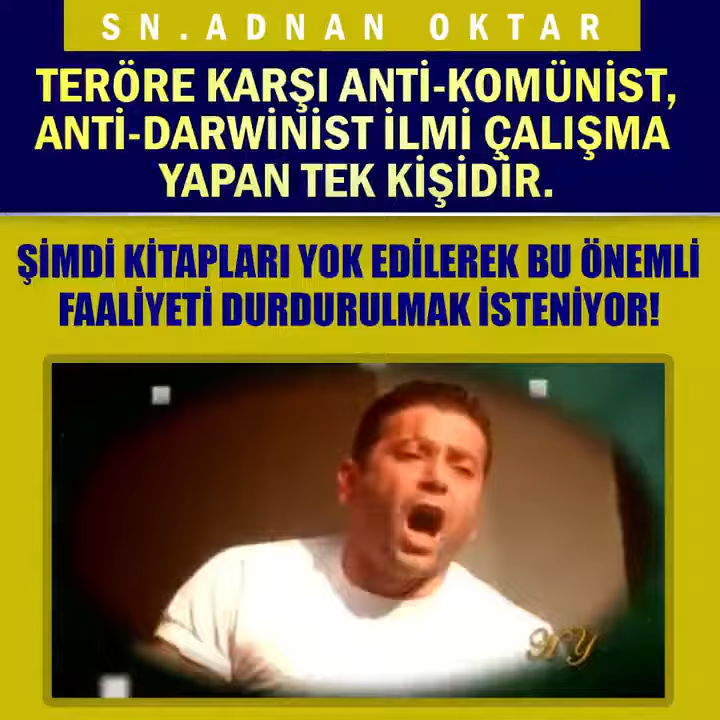 SN.ADNAN OKTAR
TERÖRE KARŞI ANTİ-KOMÜNİST,
ANTİ-DARWİNİST İLMİ ÇALIŞMA
YAPAN TEK KİŞİDİR.
ŞİMDİ KİTAPLARI YOK EDİLEREK BU ÖNEMLİ
FAALİYETİ DURDURULMAK İSTENİYOR!
HY